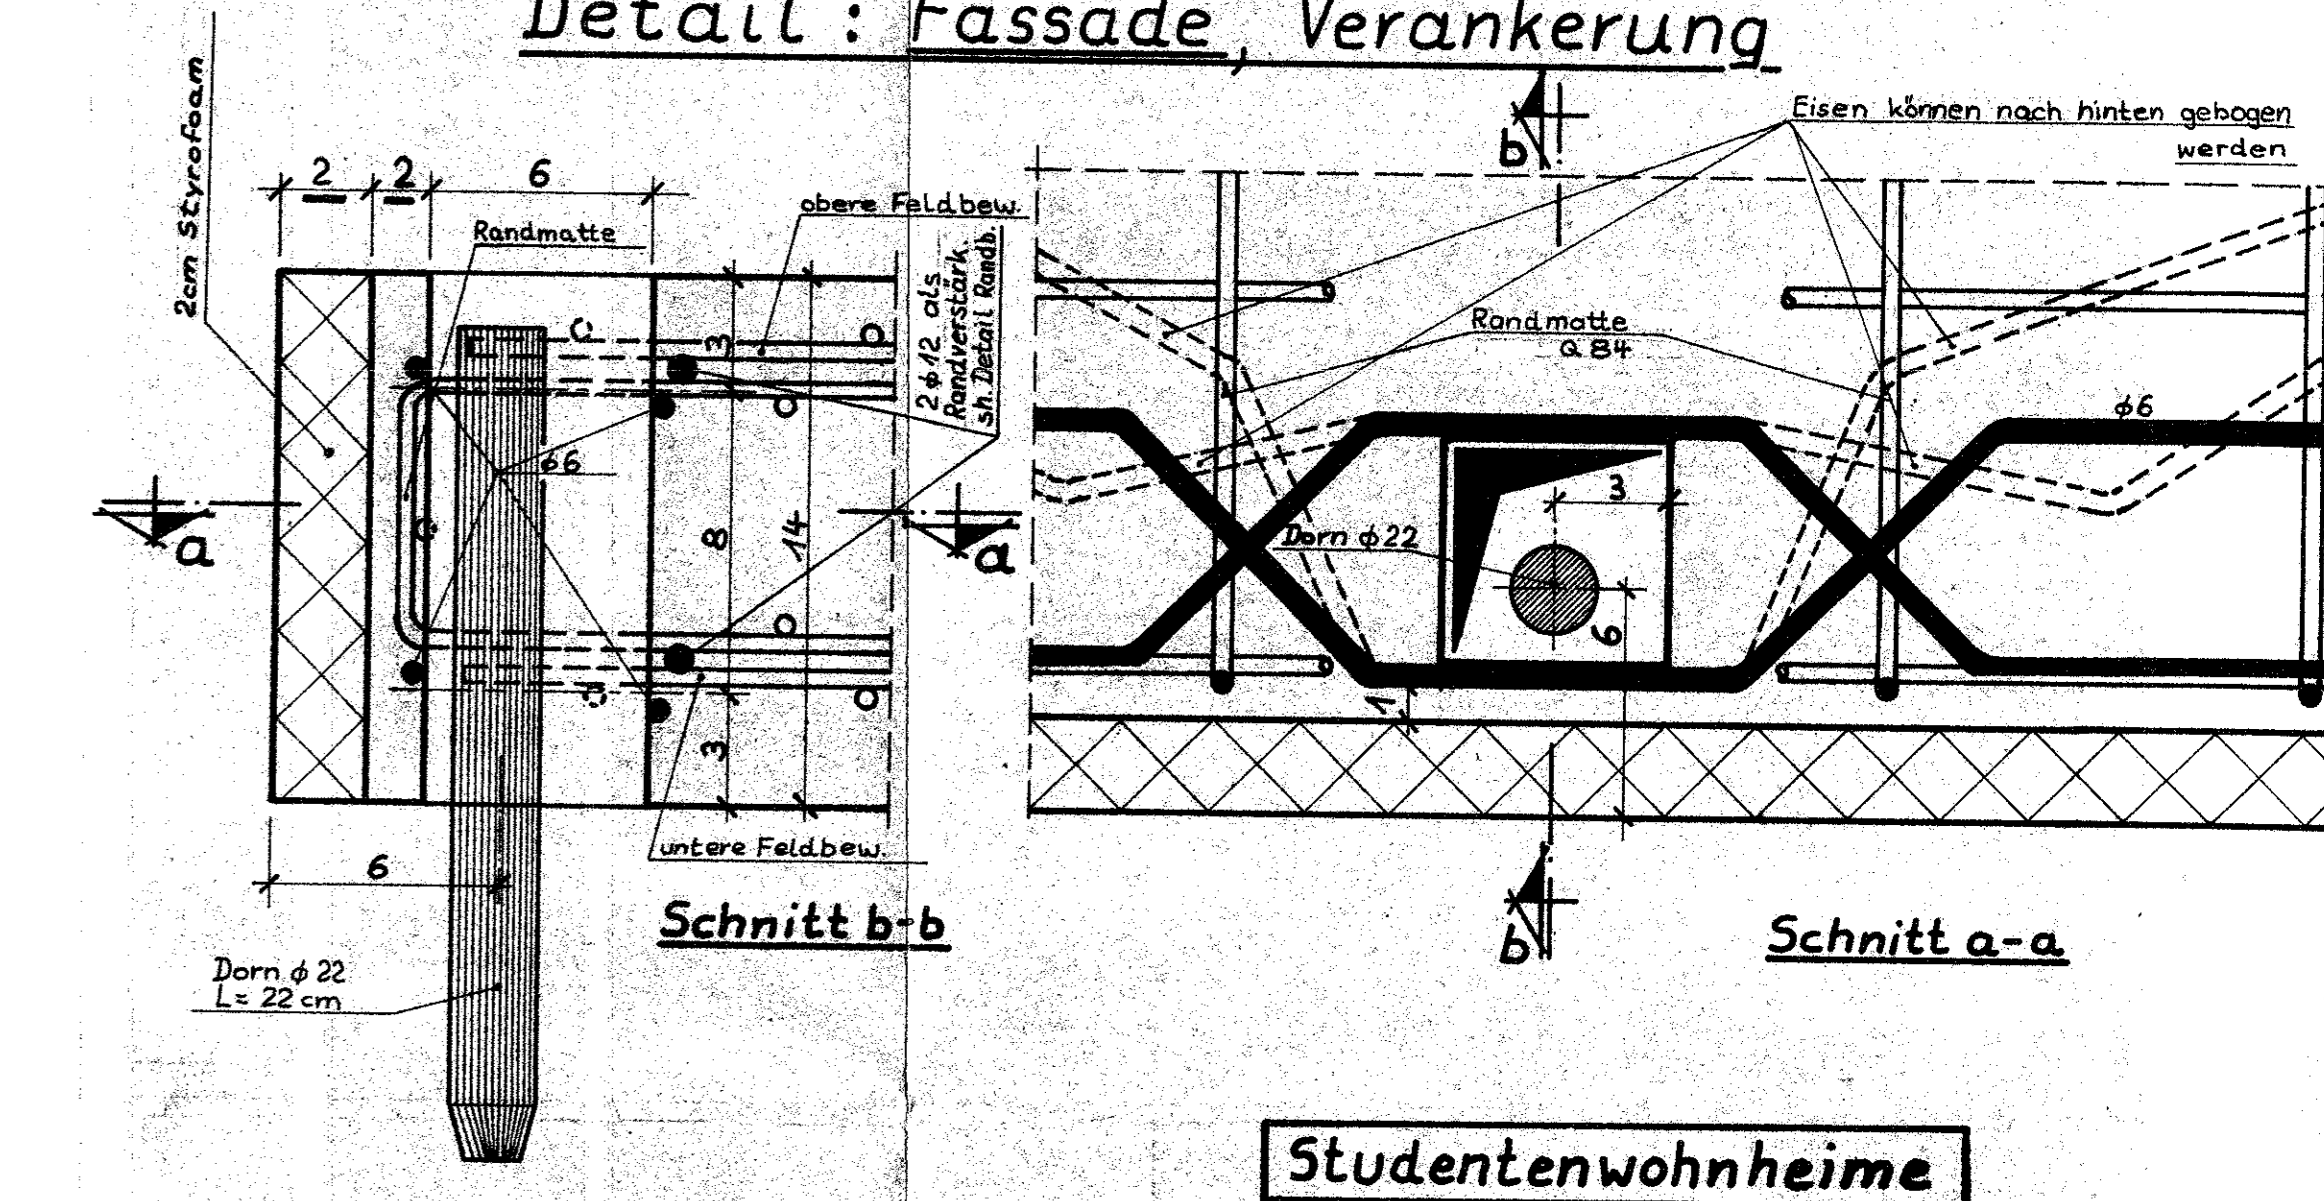 Detail : Fassade, Verankerung
2cm Styrofoam
2
2
6
Randmatte
obere Feldbew.
2 ϕ 12 als
Randverstärk.
sh. Detail Randb.
3
8
14
3
ϕ6
a
a
untere Feldbew.
6
Schnitt b-b
Dorn ϕ 22
L= 22 cm
b
Eisen können nach hinten gebogen
werden
Randmatte
Q 84
ϕ6
3
Dorn ϕ 22
6
1
b
Schnitt a-a
Studentenwohnheime